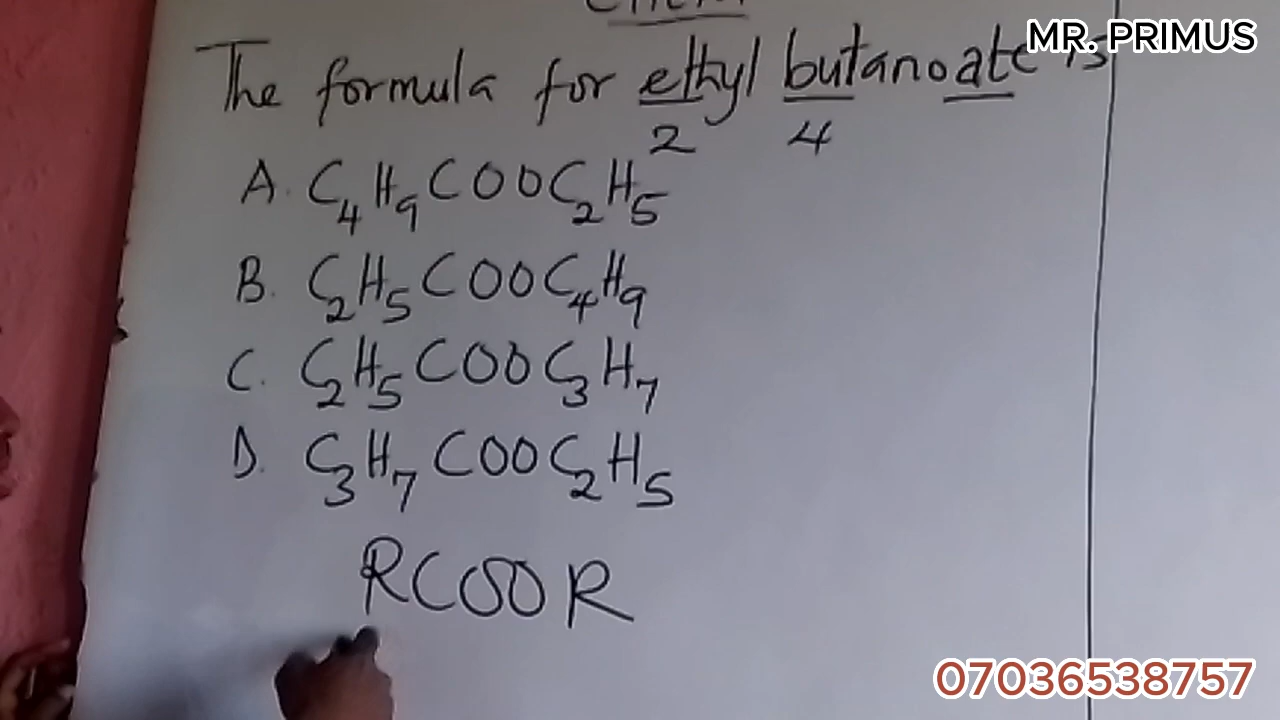 MR. PRIMUS
The formula for ethyl butanoate is
2 4
A. C₄H₉COOC₂H₅
B. C₂H₅COOC₄H₉
C. C₂H₅COOC₃H₇
D. C₃H₇COOC₂H₅
RCOOR
07036538757